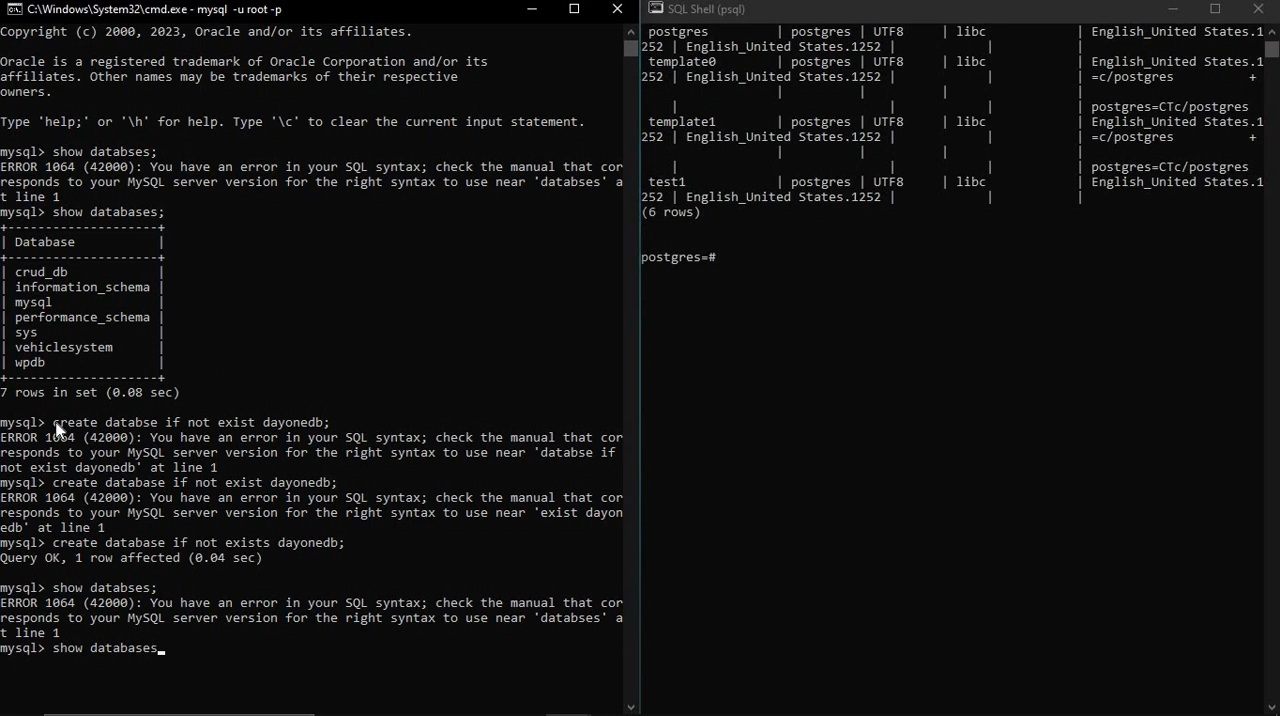 C:\Windows\System32\cmd.exe - mysql -u root -p
Copyright (c) 2000, 2023, Oracle and/or its affiliates.
Oracle is a registered trademark of Oracle Corporation and/or its
affiliates. Other names may be trademarks of their respective
owners.
Type 'help;' or '\h' for help. Type '\c' to clear the current input statement.
mysql> show databses;
ERROR 1064 (42000): You have an error in your SQL syntax; check the manual that cor
responds to your MySQL server version for the right syntax to use near 'databses' a
t line 1
mysql> show databases;
+--------------------+
| Database           |
+--------------------+
| crud_db            |
| information_schema |
| mysql              |
| performance_schema |
| sys                |
| vehiclesystem      |
| wpdb               |
+--------------------+
7 rows in set (0.08 sec)
mysql> create databse if not exist dayonedb;
ERROR 1064 (42000): You have an error in your SQL syntax; check the manual that cor
responds to your MySQL server version for the right syntax to use near 'databse if
not exist dayonedb' at line 1
mysql> create database if not exist dayonedb;
ERROR 1064 (42000): You have an error in your SQL syntax; check the manual that cor
responds to your MySQL server version for the right syntax to use near 'exist dayon
edb' at line 1
mysql> create database if not exists dayonedb;
Query OK, 1 row affected (0.04 sec)
mysql> show databses;
ERROR 1064 (42000): You have an error in your SQL syntax; check the manual that cor
responds to your MySQL server version for the right syntax to use near 'databses' a
t line 1
mysql> show databases
SQL Shell (psql)
postgres | postgres | UTF8 | libc | English_United States.1
252 | English_United States.1252 | | |
template0 | postgres | UTF8 | libc | English_United States.1
252 | English_United States.1252 | | | =c/postgres +
| | | |
| | | postgres=CTc/postgres
template1 | postgres | UTF8 | libc | English_United States.1
252 | English_United States.1252 | | | =c/postgres +
| | | |
| | | postgres=CTc/postgres
test1 | postgres | UTF8 | libc | English_United States.1
252 | English_United States.1252 | | |
(6 rows)
postgres=#